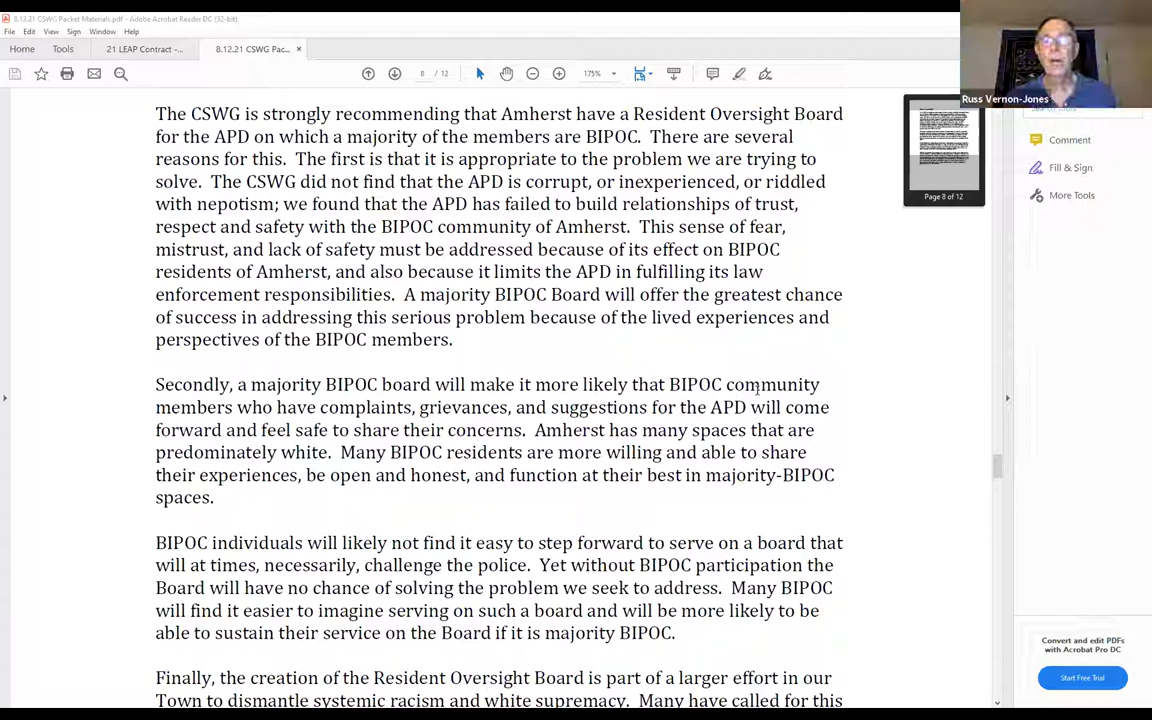 8.12.21 CSWG Packet Materials.pdf - Adobe Acrobat Reader DC (32-bit)
File Edit View Sign Window Help
Home Tools 21 LEAP Contract -... 8.12.21 CSWG Pac... ×
8 / 12 175%
Russ Vernon-Jones
The CSWG is strongly recommending that Amherst have a Resident Oversight Board
for the APD on which a majority of the members are BIPOC. There are several
reasons for this. The first is that it is appropriate to the problem we are trying to
solve. The CSWG did not find that the APD is corrupt, or inexperienced, or riddled
with nepotism; we found that the APD has failed to build relationships of trust,
respect and safety with the BIPOC community of Amherst. This sense of fear,
mistrust, and lack of safety must be addressed because of its effect on BIPOC
residents of Amherst, and also because it limits the APD in fulfilling its law
enforcement responsibilities. A majority BIPOC Board will offer the greatest chance
of success in addressing this serious problem because of the lived experiences and
perspectives of the BIPOC members.
Secondly, a majority BIPOC board will make it more likely that BIPOC community
members who have complaints, grievances, and suggestions for the APD will come
forward and feel safe to share their concerns. Amherst has many spaces that are
predominately white. Many BIPOC residents are more willing and able to share
their experiences, be open and honest, and function at their best in majority-BIPOC
spaces.
BIPOC individuals will likely not find it easy to step forward to serve on a board that
will at times, necessarily, challenge the police. Yet without BIPOC participation the
Board will have no chance of solving the problem we seek to address. Many BIPOC
will find it easier to imagine serving on such a board and will be more likely to be
able to sustain their service on the Board if it is majority BIPOC.
Finally, the creation of the Resident Oversight Board is part of a larger effort in our
Town to dismantle systemic racism and white supremacy. Many have called for this
Page 8 of 12
Comment
Fill & Sign
More Tools
Convert and edit PDFs
with Acrobat Pro DC
Start Free Trial